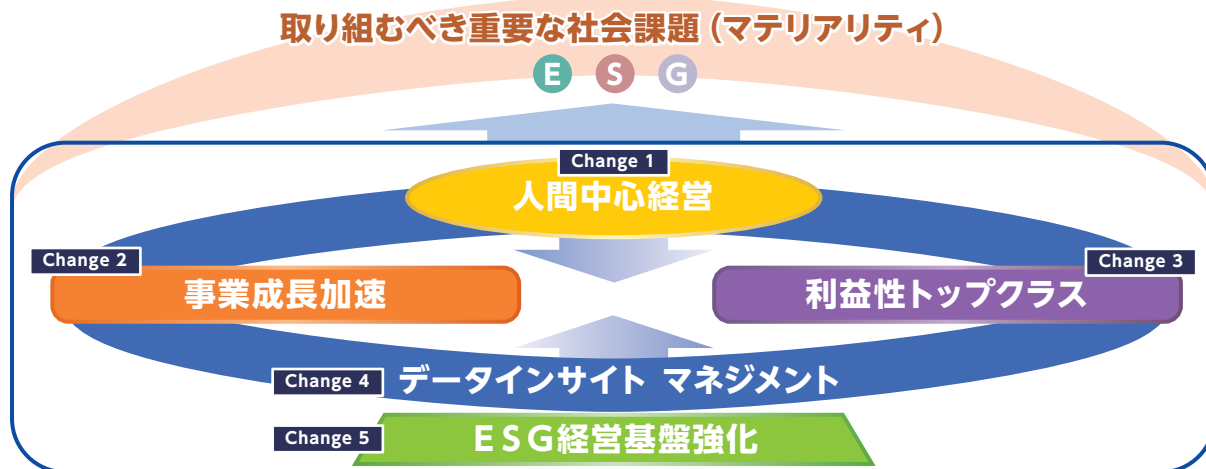 取り組むべき重要な社会課題（マテリアリティ）
E S G
Change 1
人間中心経営
Change 2
事業成長加速
Change 3
利益性トップクラス
Change 4
データインサイト マネジメント
Change 5
ESG経営基盤強化